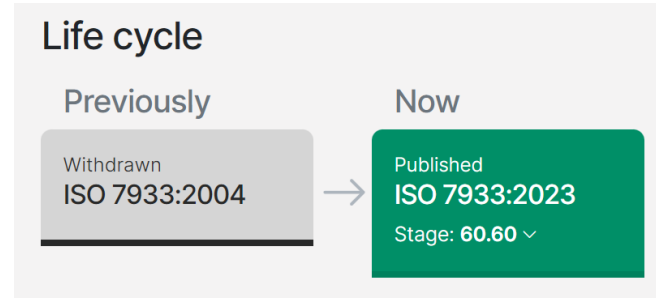 Life cycle
Previously
Now
Withdrawn
ISO 7933:2004
Published
ISO 7933:2023
Stage: 60.60